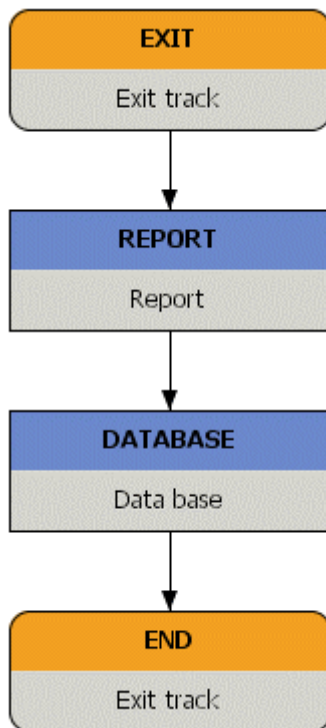 EXIT
Exit track
REPORT
Report
DATABASE
Data base
END
Exit track